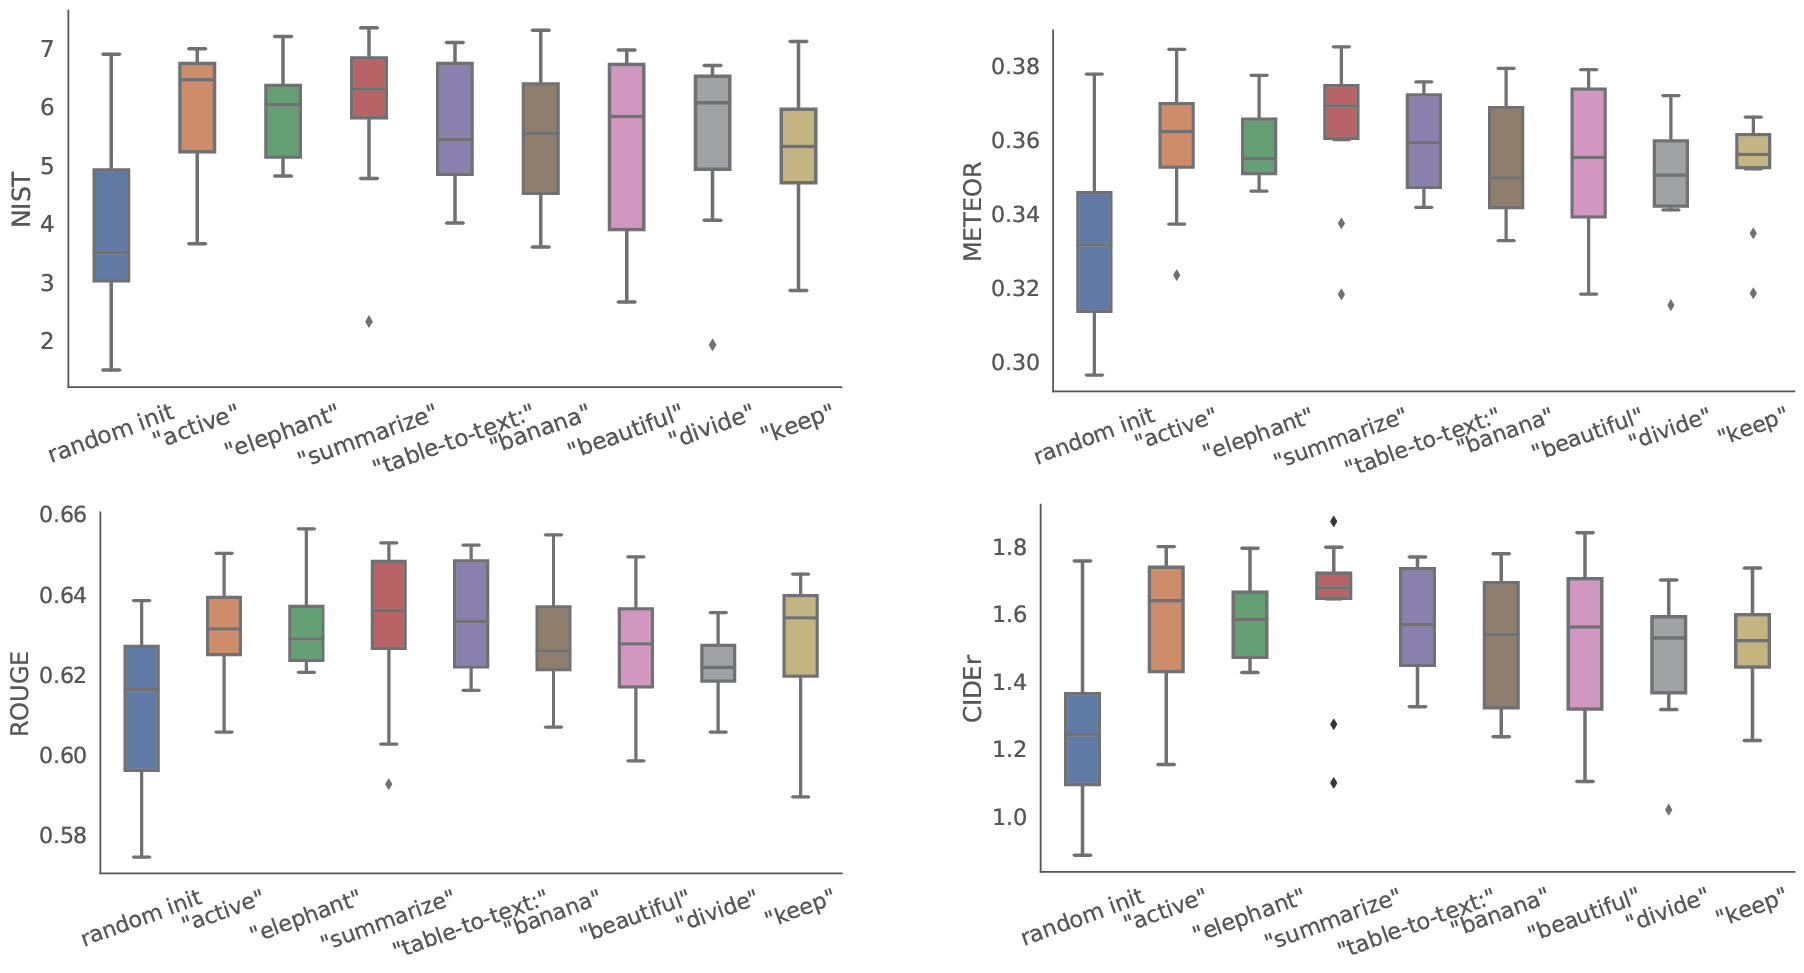 NIST
7
6
5
4
3
2
random init
"active"
"elephant"
"summarize"
"table-to-text:"
"banana"
"beautiful"
"divide"
"keep"
METEOR
0.38
0.36
0.34
0.32
0.30
random init
"active"
"elephant"
"summarize"
"table-to-text:"
"banana"
"beautiful"
"divide"
"keep"
ROUGE
0.66
0.64
0.62
0.60
0.58
random init
"active"
"elephant"
"summarize"
"table-to-text:"
"banana"
"beautiful"
"divide"
"keep"
CIDEr
1.8
1.6
1.4
1.2
1.0
random init
"active"
"elephant"
"summarize"
"table-to-text:"
"banana"
"beautiful"
"divide"
"keep"